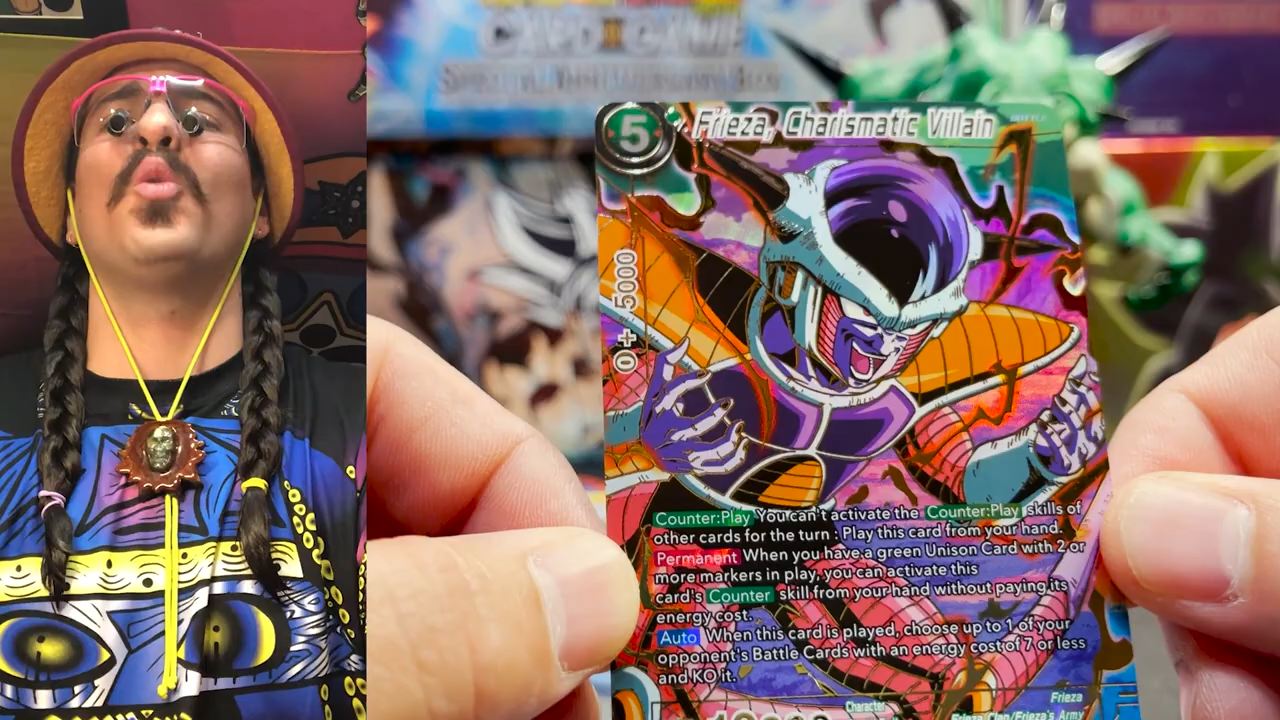 CARD GAME
5
Frieza, Charismatic Villain
BATTLE
0+ 5000
Counter:Play You can't activate the Counter:Play skills of
other cards for the turn : Play this card from your hand.
Permanent When you have a green Unison Card with 2 or
more markers in play, you can activate this
card's Counter skill from your hand without paying its
energy cost.
Auto When this card is played, choose up to 1 of your
opponent's Battle Cards with an energy cost of 7 or less
and KO it.
Character
Frieza
Frieza Clan/Frieza's Army